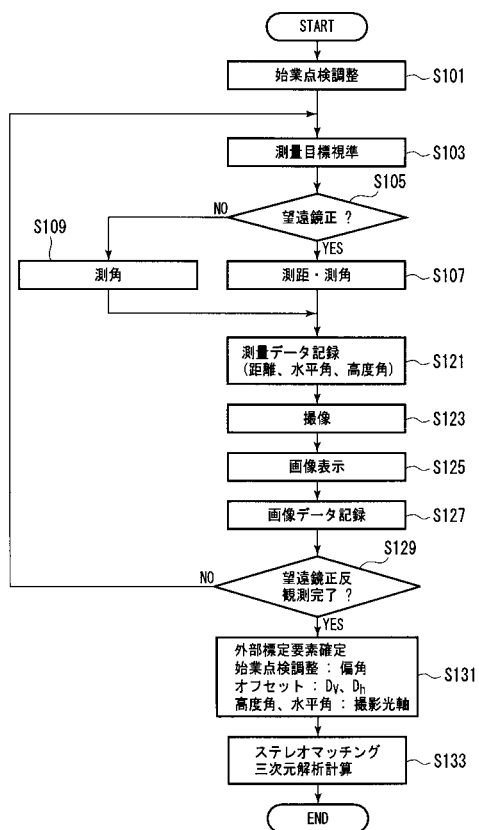 START
始業点検調整
S101
測量目標視準
S103
S105
望遠鏡正 ?
NO
YES
S109
測角
測距・測角
S107
測量データ記録
(距離、水平角、高度角)
S121
撮像
S123
画像表示
S125
画像データ記録
S127
S129
望遠鏡正反
観測完了 ?
NO
YES
外部標定要素確定
始業点検調整 : 偏角
オフセット : Dv、Dh
高度角、水平角 : 撮影光軸
S131
ステレオマッチング
三次元解析計算
S133
END